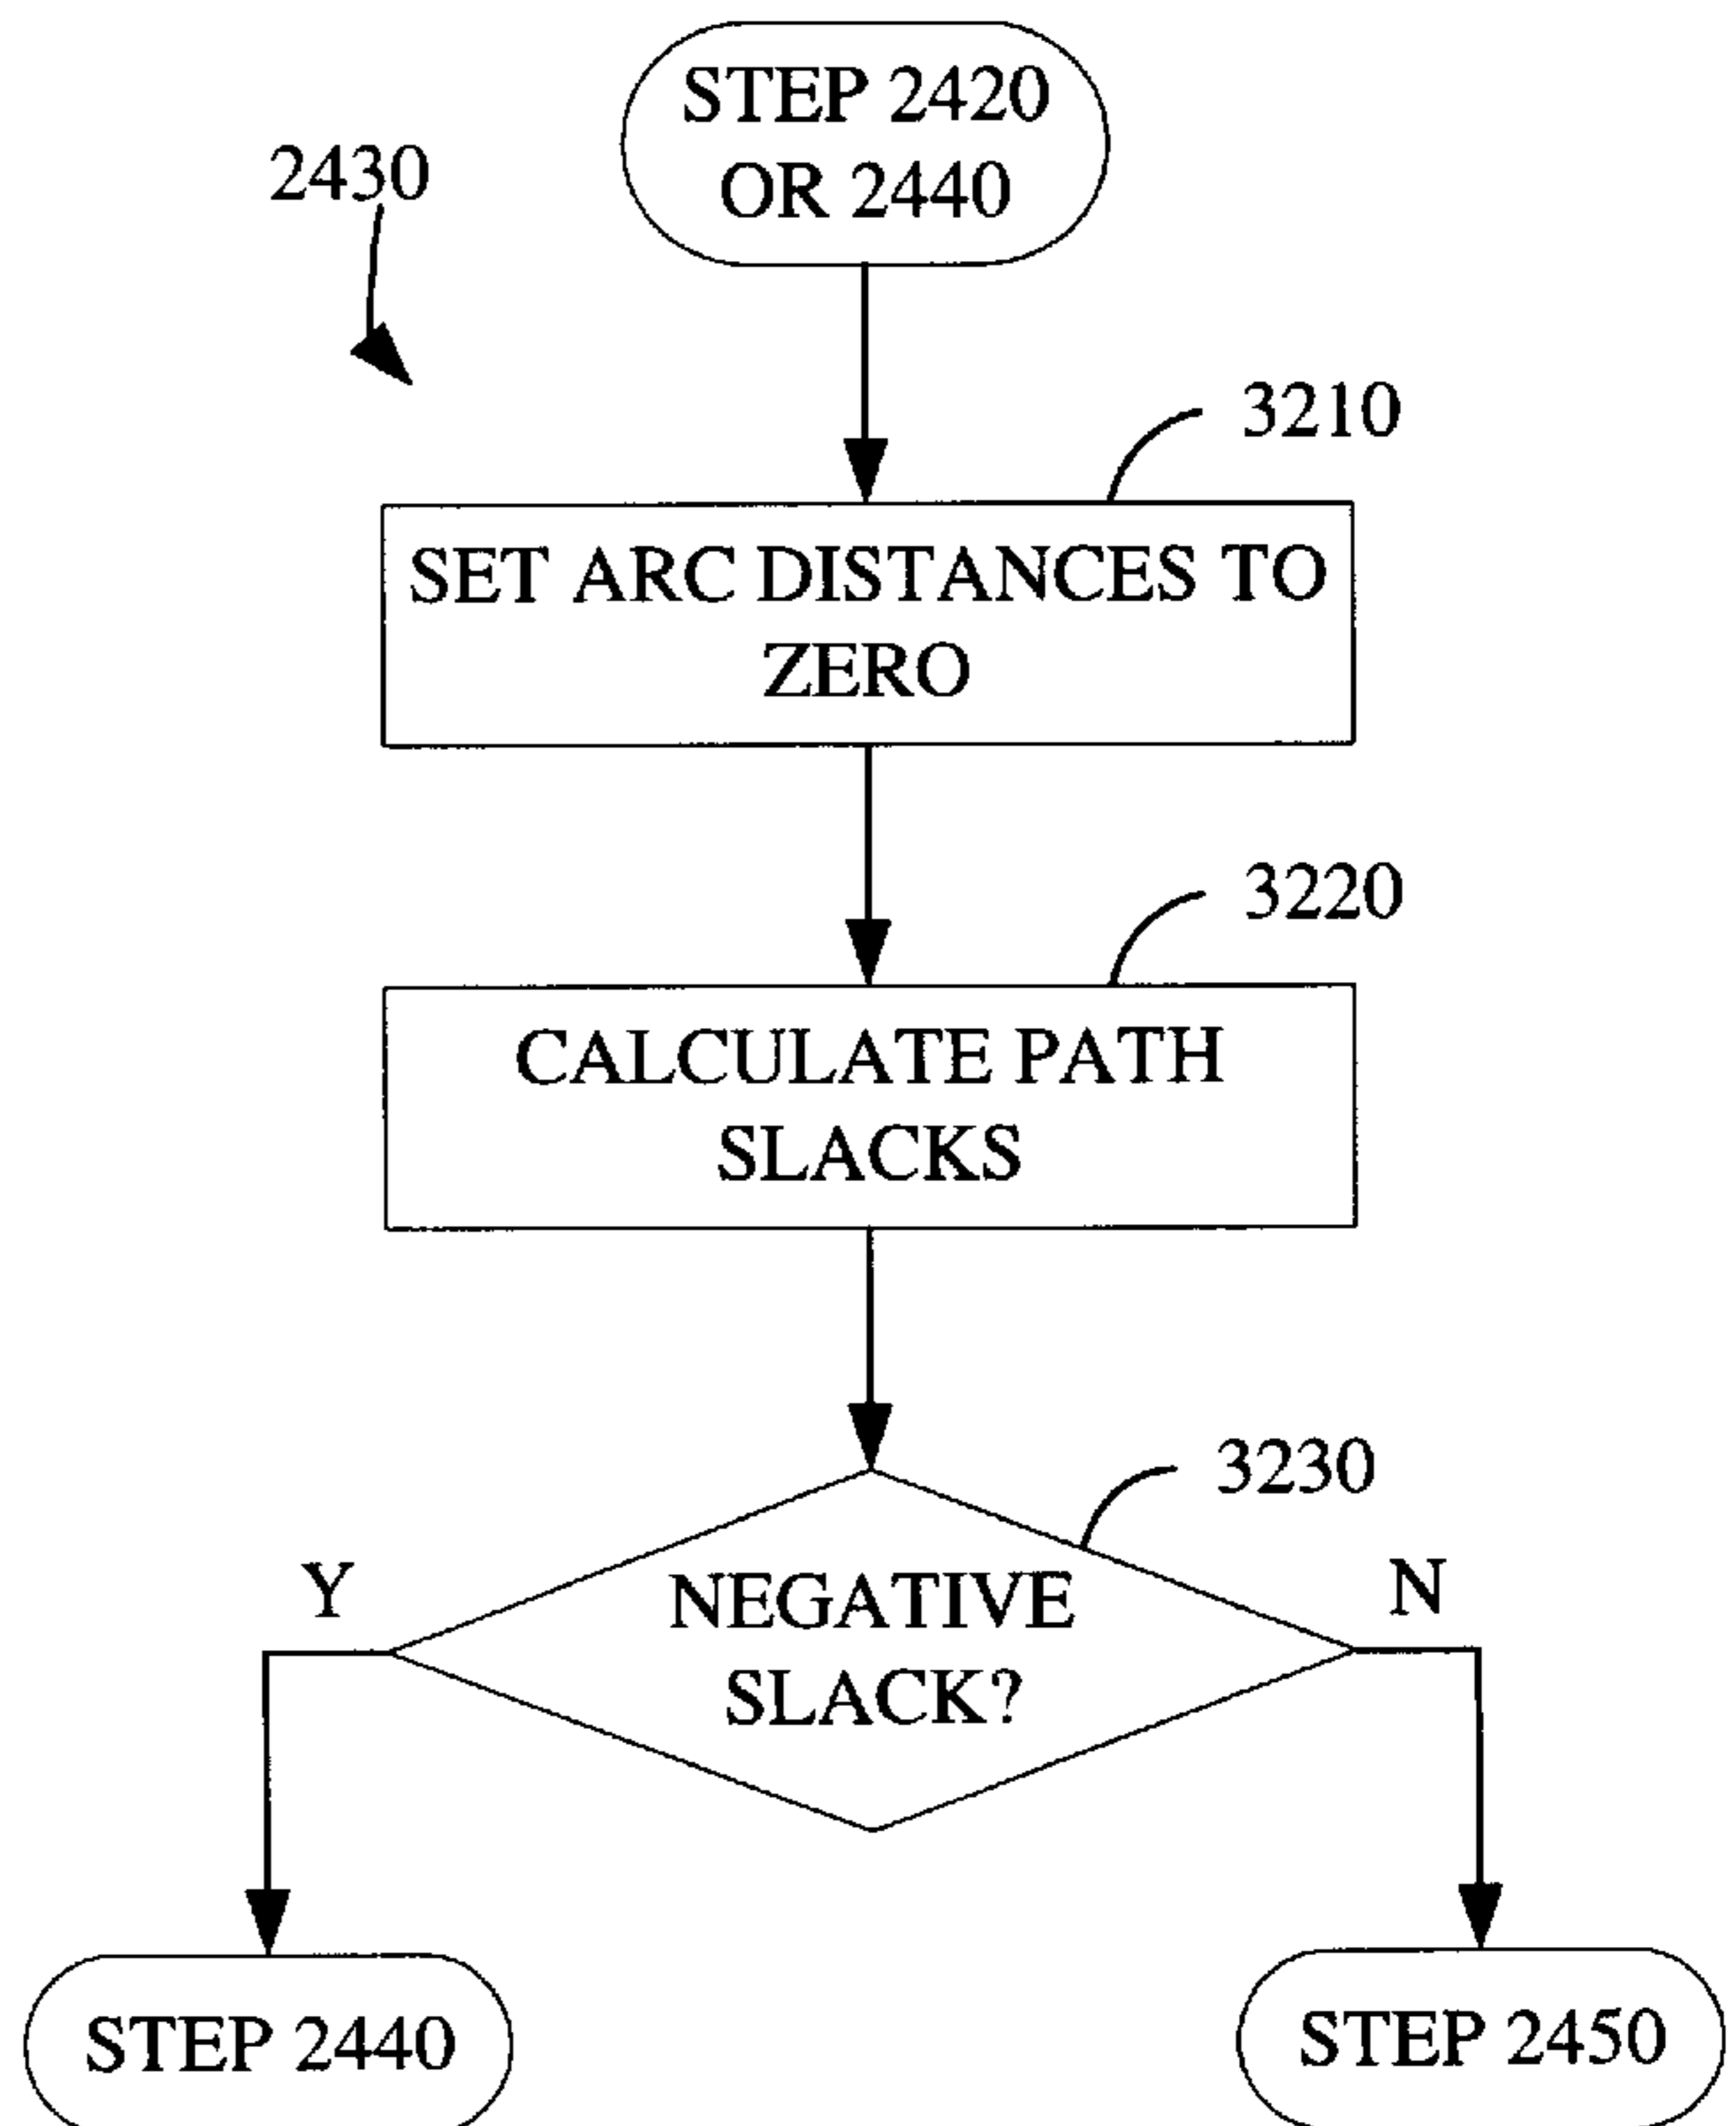 STEP 2420
OR 2440
2430
3210
SET ARC DISTANCES TO
ZERO
3220
CALCULATE PATH
SLACKS
3230
Y
NEGATIVE
SLACK?
N
STEP 2440
STEP 2450